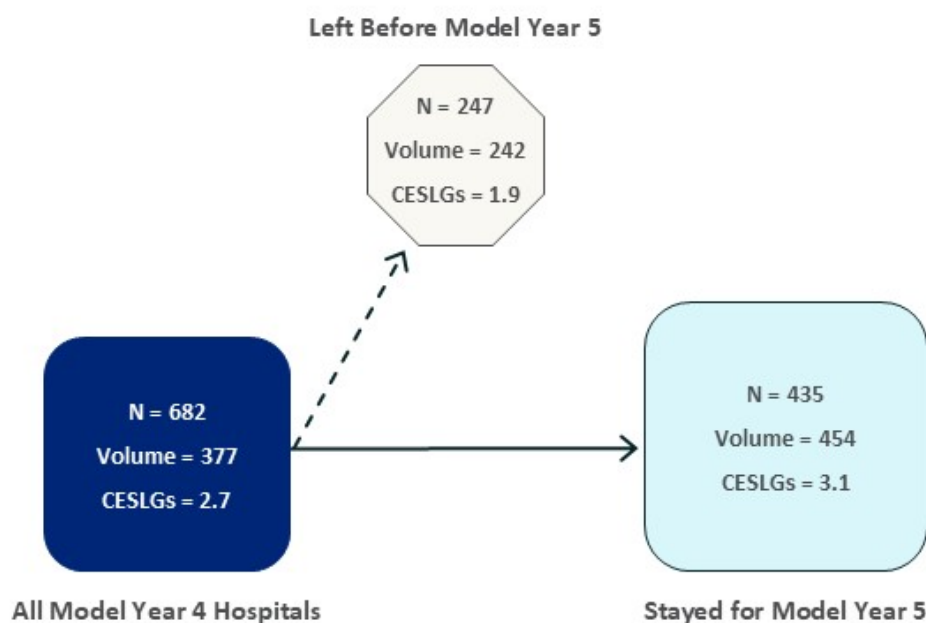 Left Before Model Year 5
N = 247
Volume = 242
CESLGs = 1.9
N = 682
Volume = 377
CESLGs = 2.7
All Model Year 4 Hospitals
N = 435
Volume = 454
CESLGs = 3.1
Stayed for Model Year 5